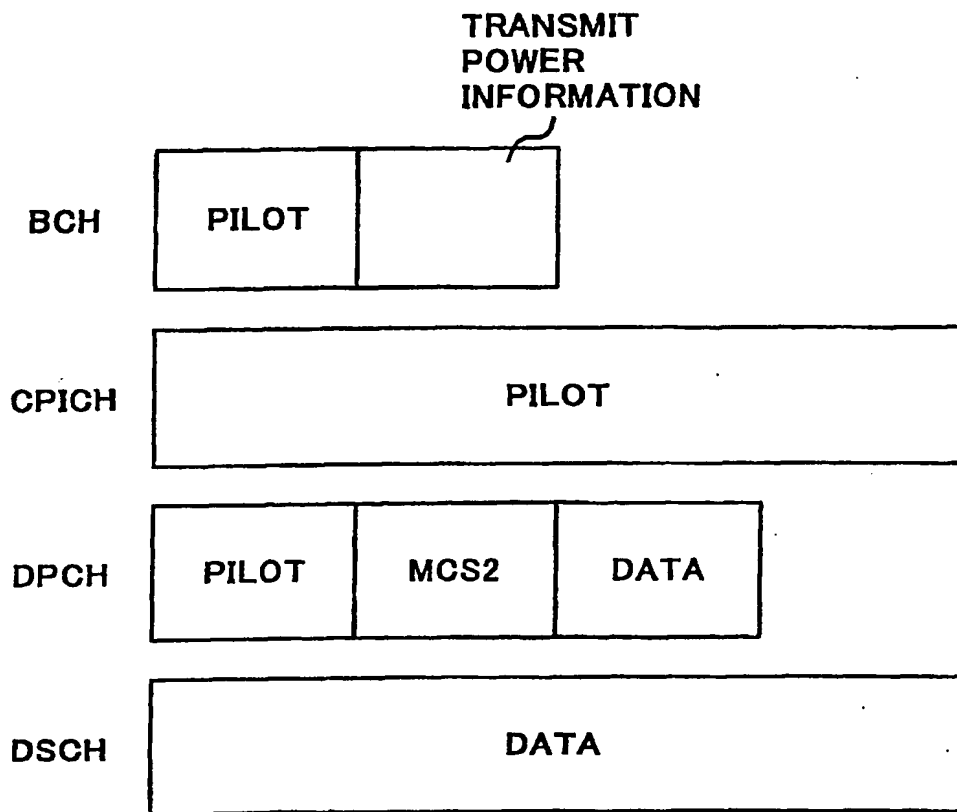 TRANSMIT
POWER
INFORMATION
BCH PILOT
CPICH PILOT
DPCH PILOT MCS2 DATA
DSCH DATA